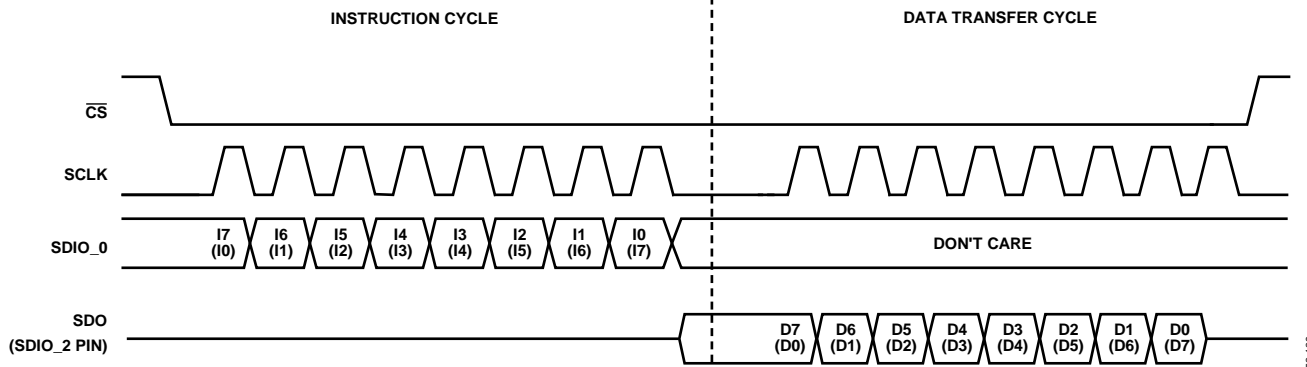 INSTRUCTION CYCLE DATA TRANSFER CYCLE
CS
SCLK
SDIO_0
I7 I6 I5 I4 I3 I2 I1 I0
(I0) (I1) (I2) (I3) (I4) (I5) (I6) (I7)
DON'T CARE
SDO
(SDIO_2 PIN)
D7 D6 D5 D4 D3 D2 D1 D0
(D0) (D1) (D2) (D3) (D4) (D5) (D6) (D7)